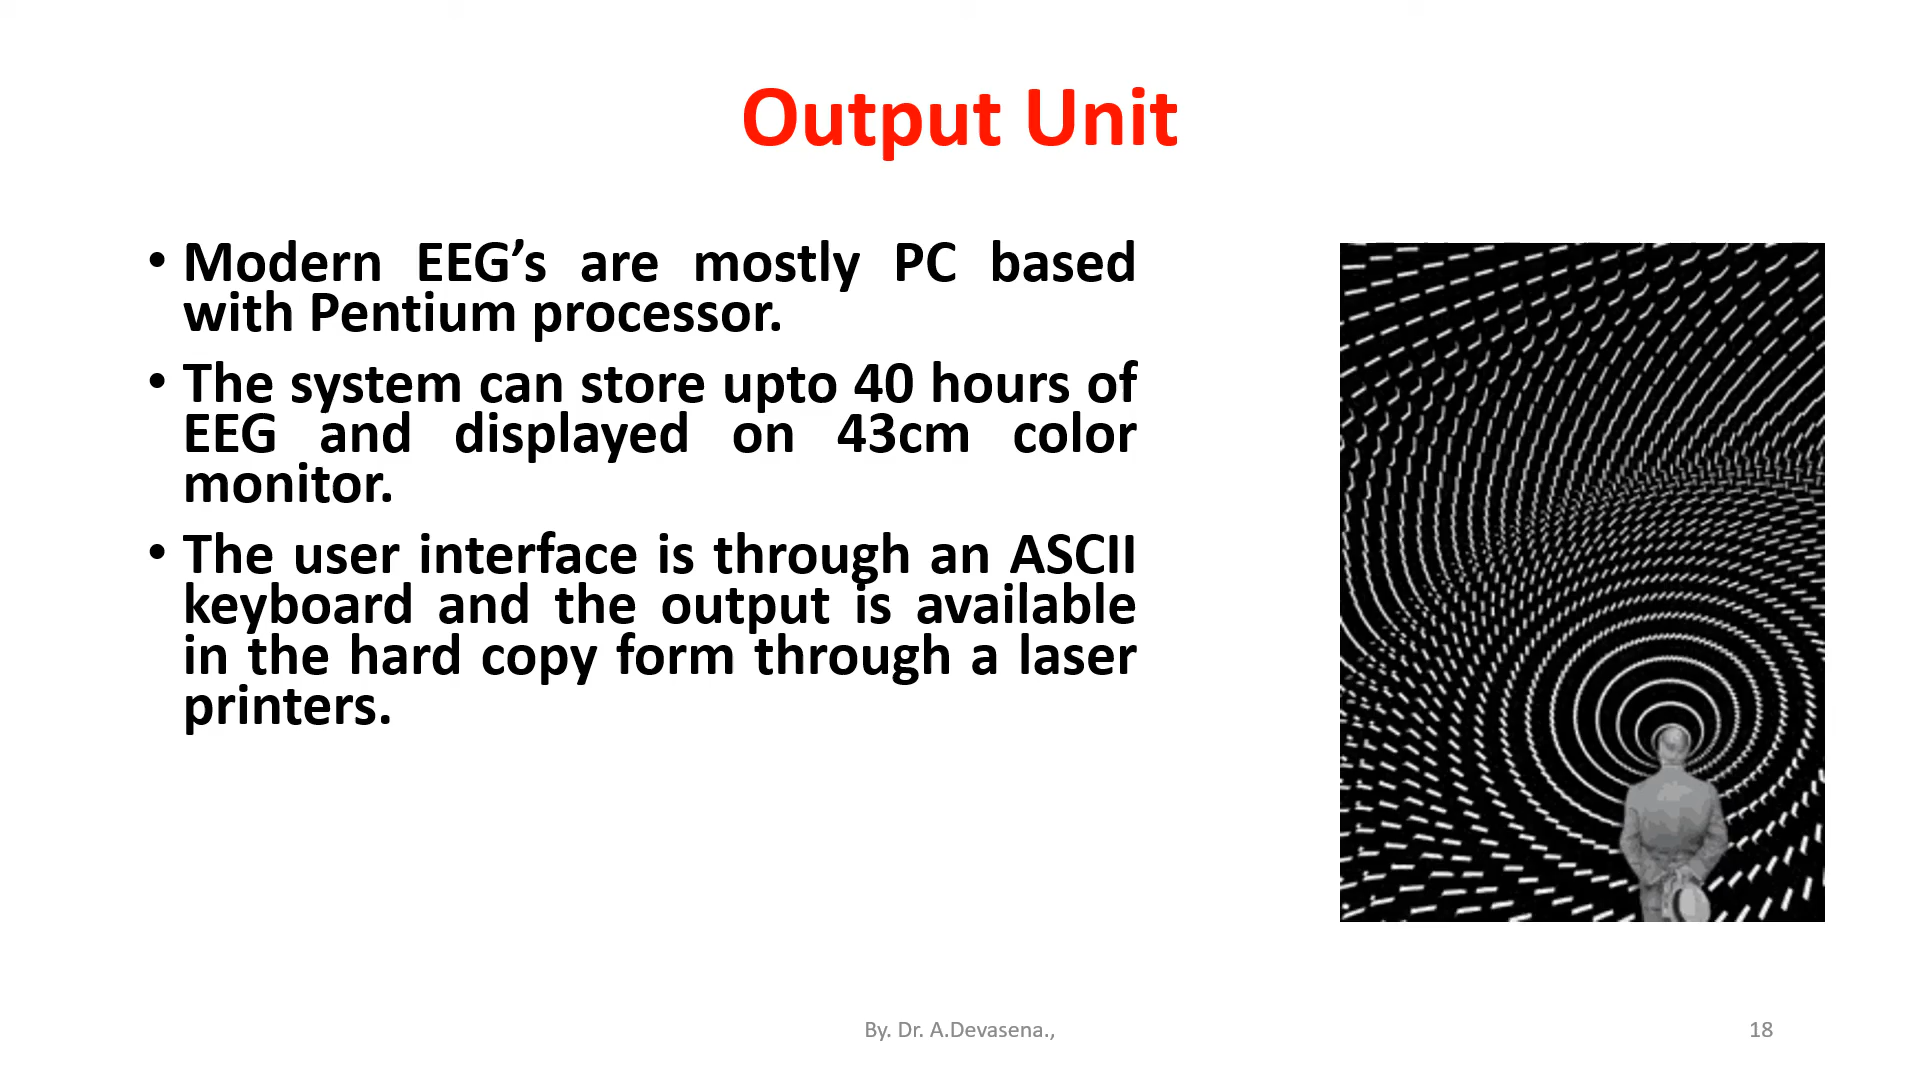 Output Unit
• Modern EEG’s are mostly PC based
with Pentium processor.
• The system can store upto 40 hours of
EEG and displayed on 43cm color
monitor.
• The user interface is through an ASCII
keyboard and the output is available
in the hard copy form through a laser
printers.
By. Dr. A.Devasena.,
18